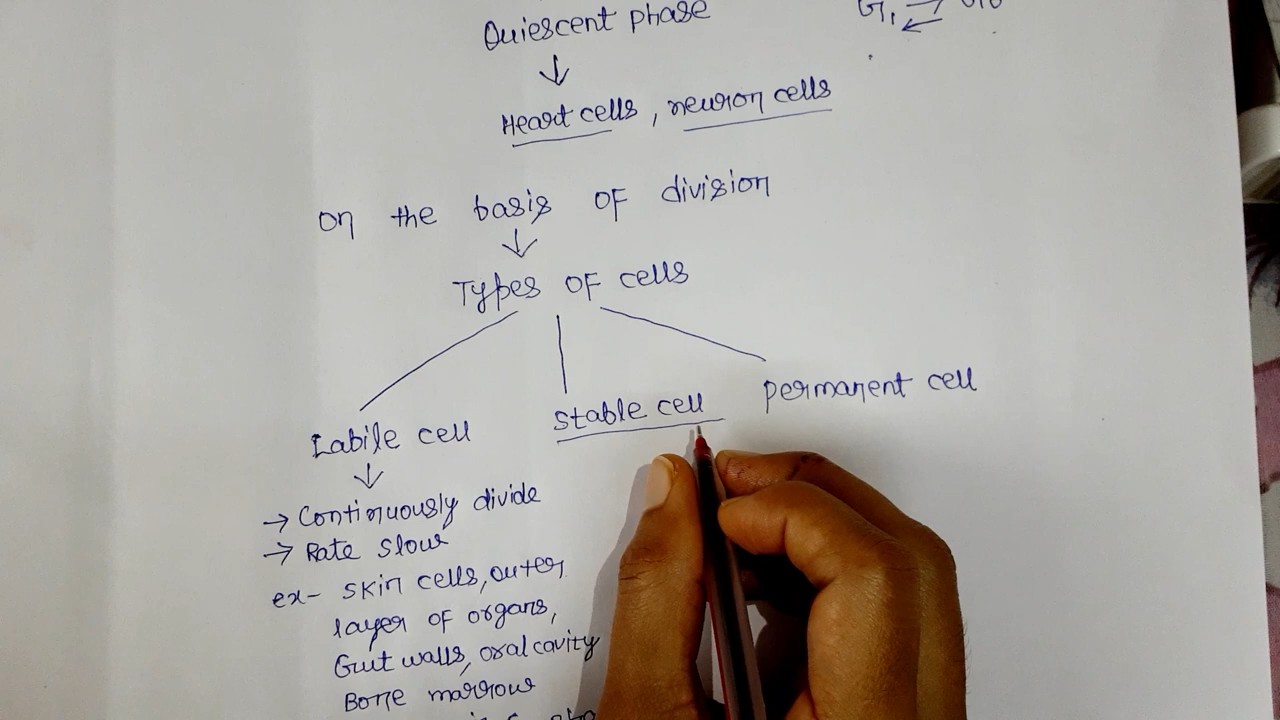 Quiescent phase
G1 ⇌
↓
Heart cells, neuron cells
on the basis OF division
↓
Types OF cells
Labile cell
stable cell
permanent cell
↓
→ Continuously divide
→ Rate slow
ex- skin cells, outer
layer OF organs,
Gut walls, oral cavity
Bone marrow